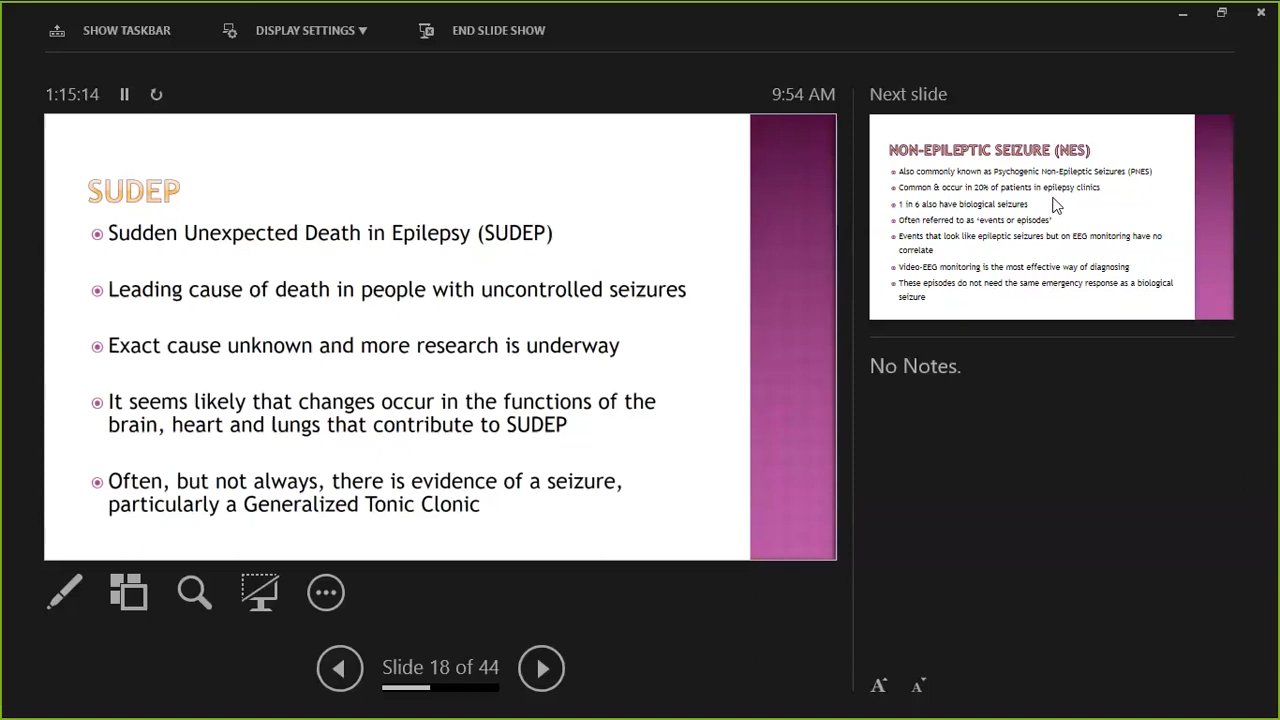 SHOW TASKBAR
DISPLAY SETTINGS ▼
END SLIDE SHOW
1:15:14
9:54 AM
SUDEP
Sudden Unexpected Death in Epilepsy (SUDEP)
Leading cause of death in people with uncontrolled seizures
Exact cause unknown and more research is underway
It seems likely that changes occur in the functions of the
brain, heart and lungs that contribute to SUDEP
Often, but not always, there is evidence of a seizure,
particularly a Generalized Tonic Clonic
Slide 18 of 44
Next slide
NON-EPILEPTIC SEIZURE (NES)
Also commonly known as Psychogenic Non-Epileptic Seizures (PNES)
Common & occur in 20% of patients in epilepsy clinics
1 in 6 also have biological seizures
Often referred to as 'events or episodes'
Events that look like epileptic seizures but on EEG monitoring have no
correlate
Video-EEG monitoring is the most effective way of diagnosing
These episodes do not need the same emergency response as a biological
seizure
No Notes.
A A